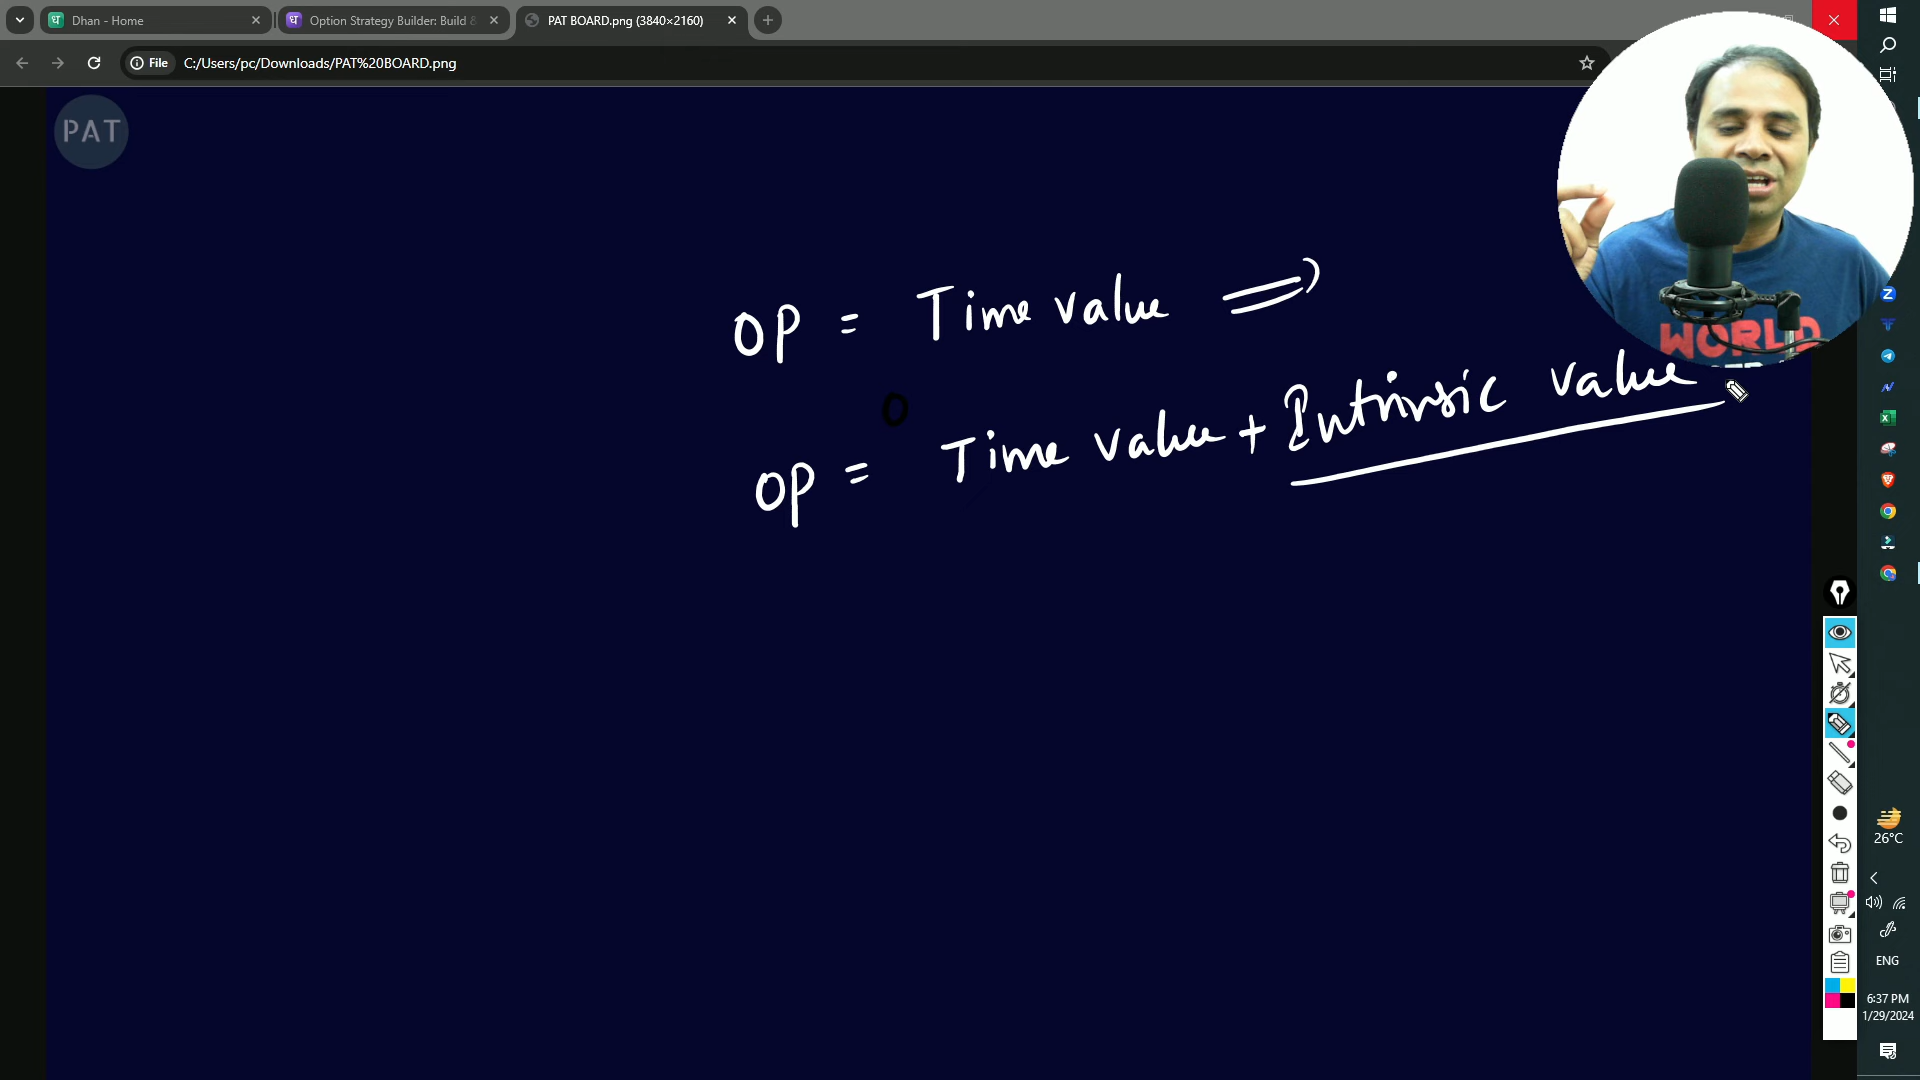 Dhan - Home
Option Strategy Builder: Build &
PAT BOARD.png (3840×2160)
File
C:/Users/pc/Downloads/PAT%20BOARD.png
PAT
OP = Time value ⇒
O
OP = Time value + Intrinsic value
WORLD
26°C
ENG
6:37 PM
1/29/2024